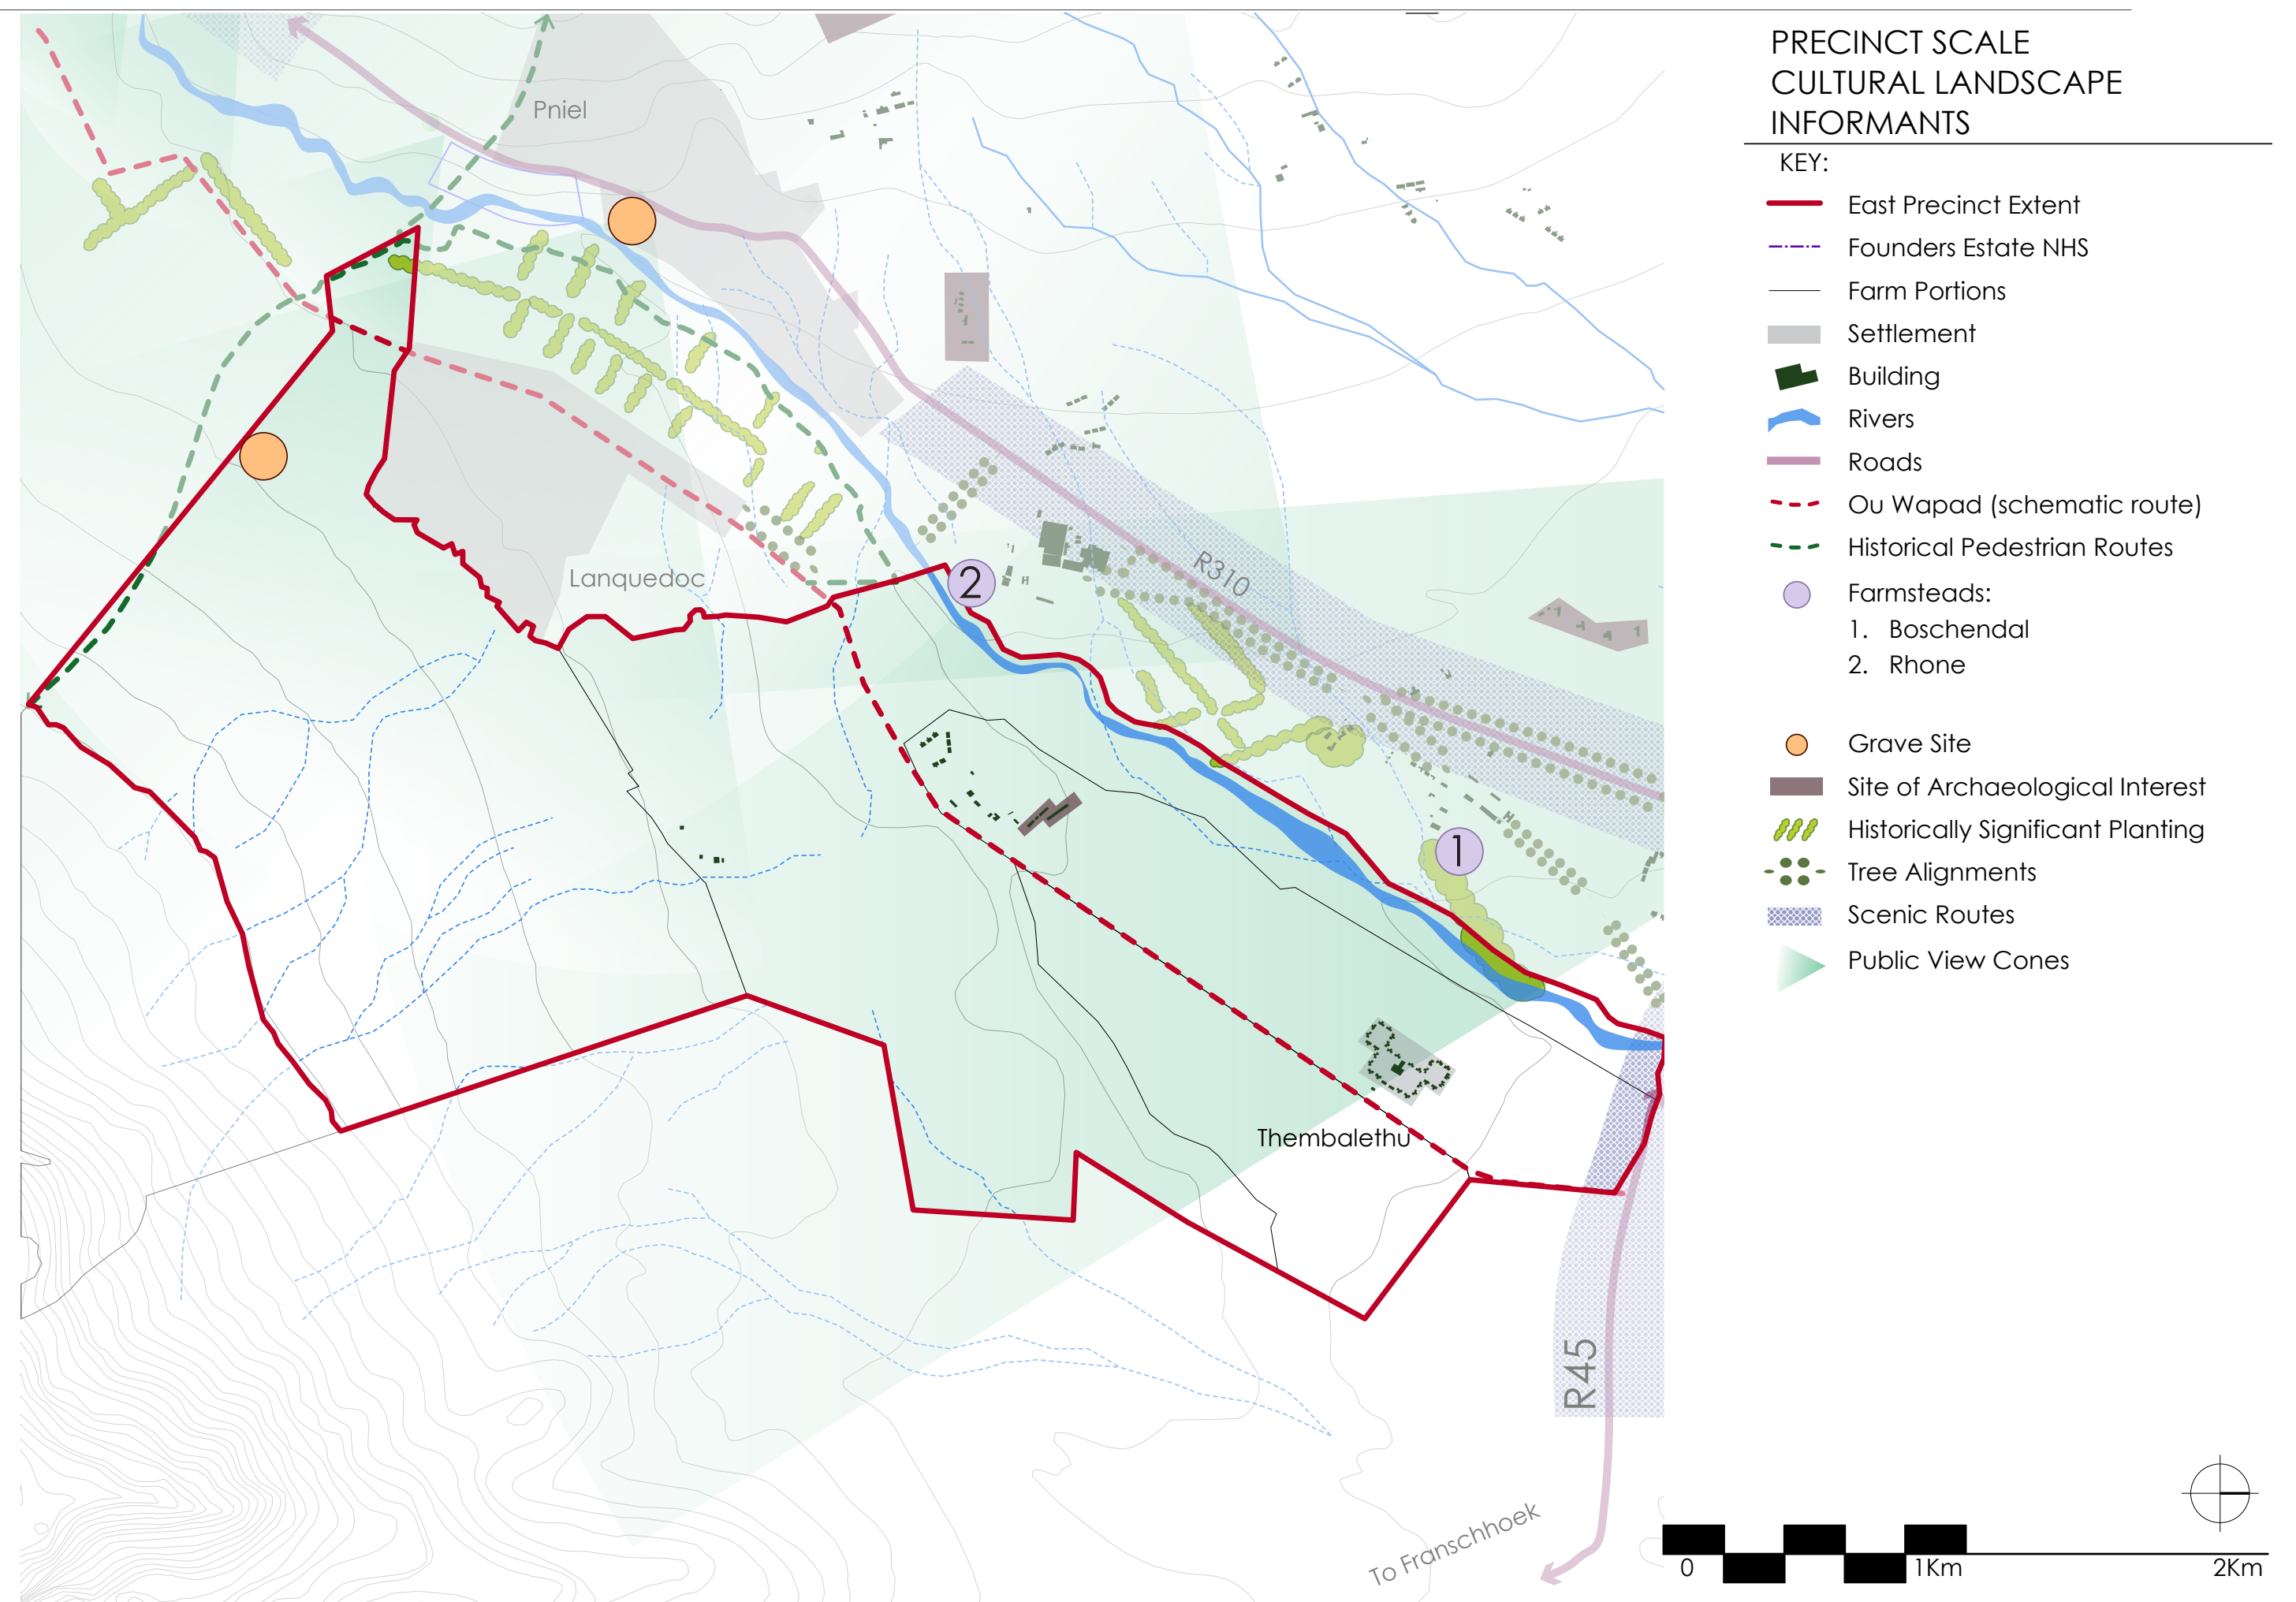 PRECINCT SCALE
CULTURAL LANDSCAPE
INFORMANTS
KEY:
East Precinct Extent
Founders Estate NHS
Farm Portions
Settlement
Building
Rivers
Roads
Ou Wapad (schematic route)
Historical Pedestrian Routes
Farmsteads:
1. Boschendal
2. Rhone
Grave Site
Site of Archaeological Interest
Historically Significant Planting
Tree Alignments
Scenic Routes
Public View Cones
Pniel
Lanquedoc
2
R310
1
Thembalethu
R45
To Franschhoek
0
1Km
2Km